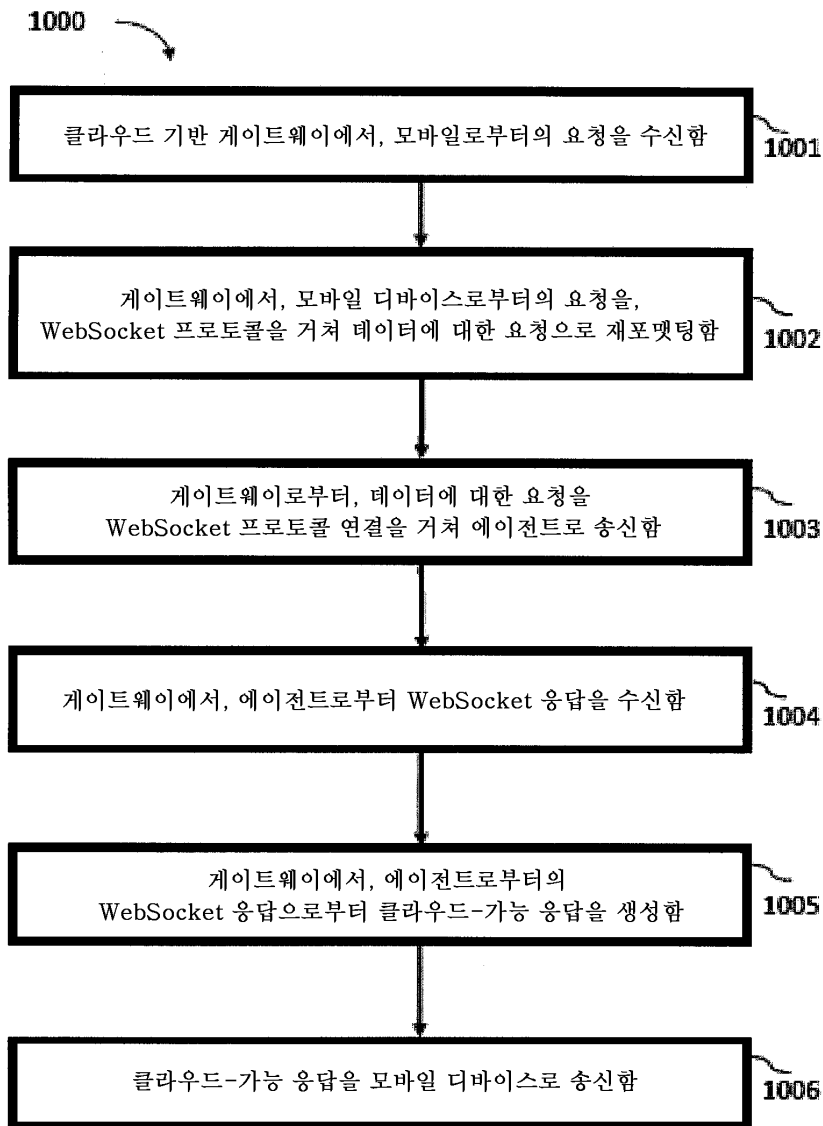 1000
클라우드 기반 게이트웨이에서, 모바일로부터의 요청을 수신함
1001
게이트웨이에서, 모바일 디바이스로부터의 요청을,
WebSocket 프로토콜을 거쳐 데이터에 대한 요청으로 재포맷팅함
1002
게이트웨이로부터, 데이터에 대한 요청을
WebSocket 프로토콜 연결을 거쳐 에이전트로 송신함
1003
게이트웨이에서, 에이전트로부터 WebSocket 응답을 수신함
1004
게이트웨이에서, 에이전트로부터의
WebSocket 응답으로부터 클라우드-가능 응답을 생성함
1005
클라우드-가능 응답을 모바일 디바이스로 송신함
1006